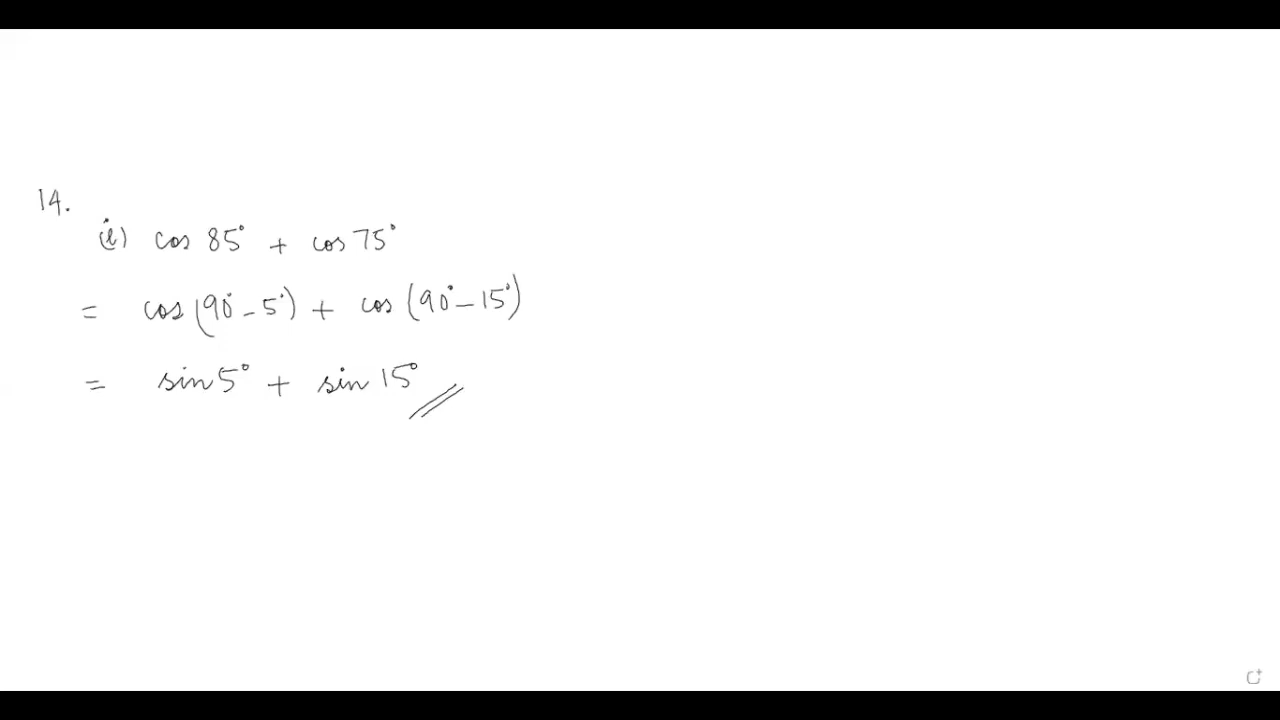 14.
(i) cos 85° + cos 75°
= cos (90° - 5°) + cos (90° - 15°)
= sin 5° + sin 15°